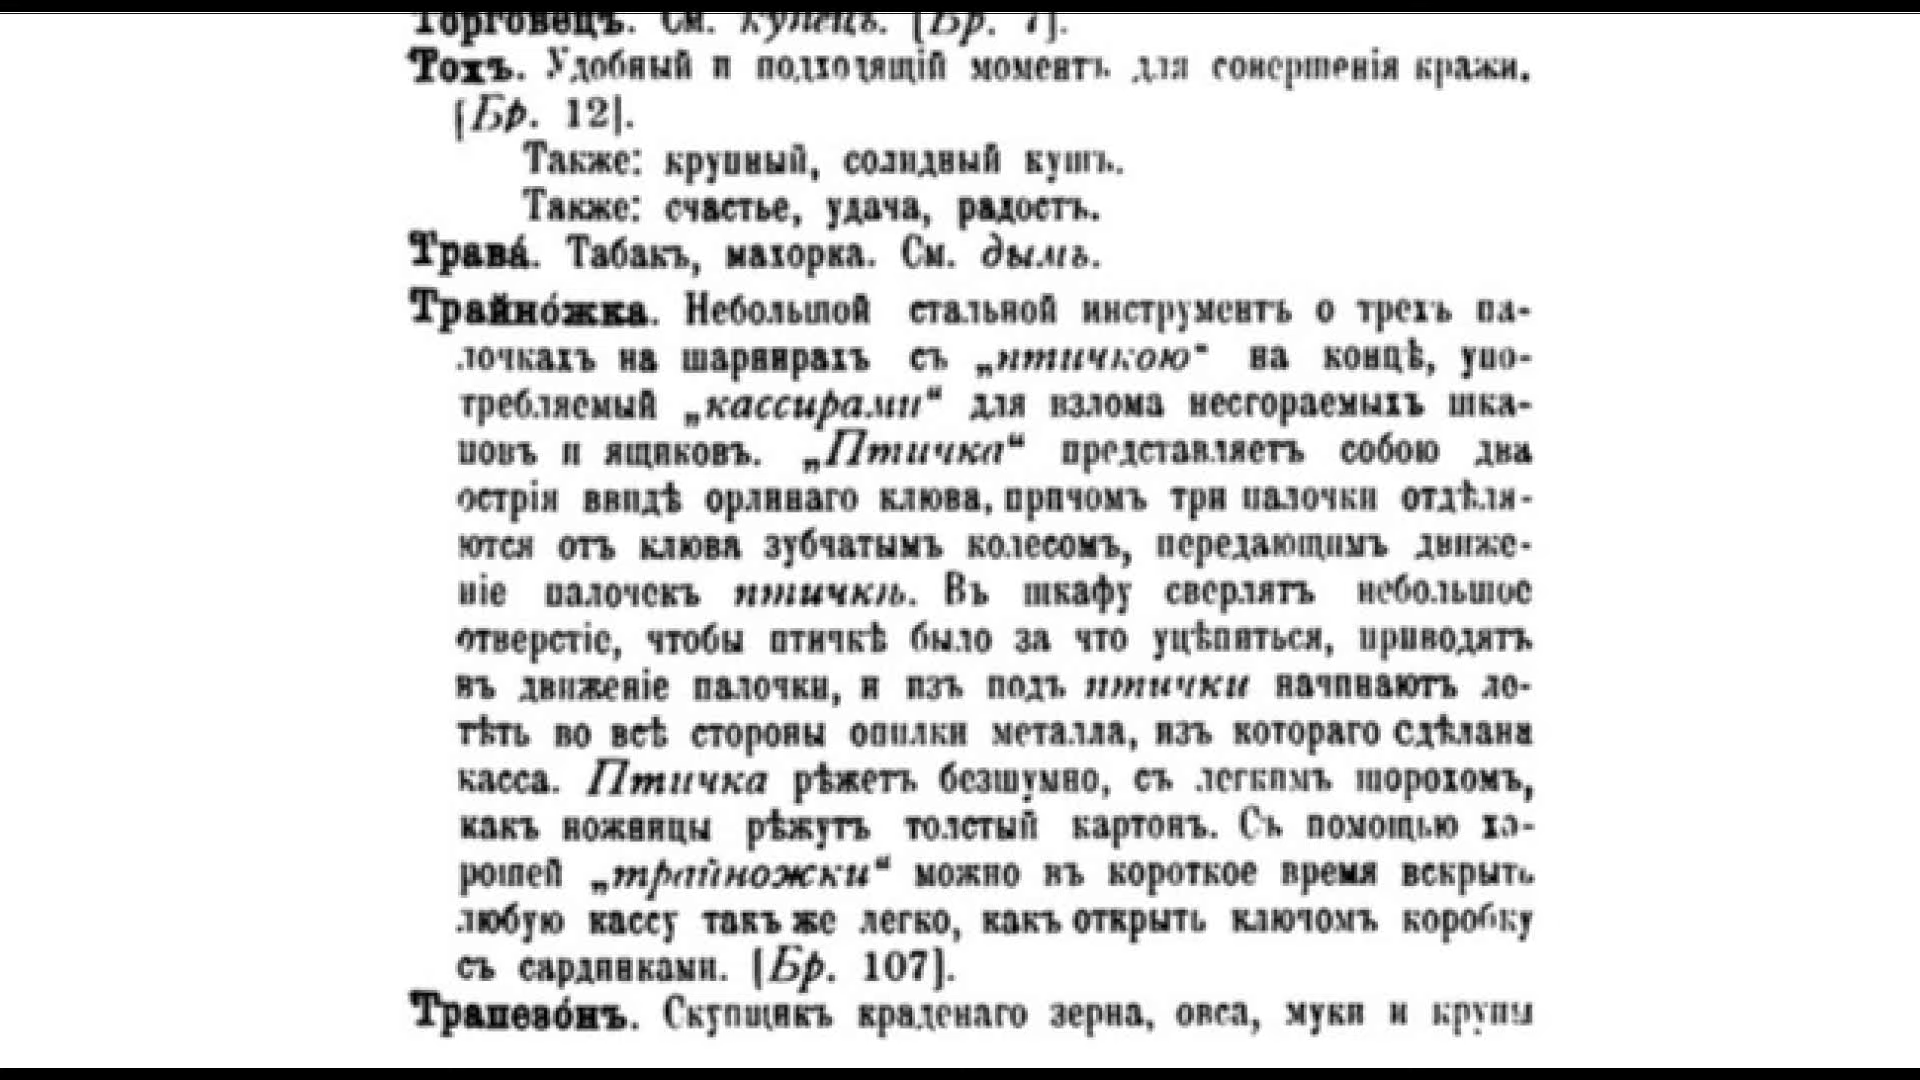 Торговецъ. См. купецъ. [Бр. 7].
Тохъ. Удобный и подходящій моментъ для совершенія кражи.
[Бр. 12].
Также: крупный, солидный кушъ.
Также: счастье, удача, радость.
Трава́. Табакъ, махорка. См. дымъ.
Трайно́жка. Небольшой стальной инструментъ о трехъ па-
лочкахъ на шарнирахъ съ „птичкою“ на концѣ, упо-
требляемый „кассирами“ для взлома несгораемыхъ шка-
повъ и ящиковъ. „Птичка“ представляетъ собою два
острія ввидѣ орлинаго клюва, причомъ три палочки отдѣля-
ются отъ клюва зубчатымъ колесомъ, передающимъ движе-
ніе палочекъ птичкѣ. Въ шкафу сверлятъ небольшое
отверстіе, чтобы птичкѣ было за что уцѣпиться, приводятъ
въ движеніе палочки, и изъ подъ птички начинаютъ ле-
тѣть во всѣ стороны опилки металла, изъ котораго сдѣлана
касса. Птичка рѣжетъ безшумно, съ легкимъ шорохомъ,
какъ ножницы рѣжутъ толстый картонъ. Съ помощью хо-
рошей „трайножки“ можно въ короткое время вскрыть
любую кассу такъ же легко, какъ открыть ключомъ коробку
съ сардинками. [Бр. 107].
Трапезо́нъ. Скупщикъ краденаго зерна, овса, муки и крупы